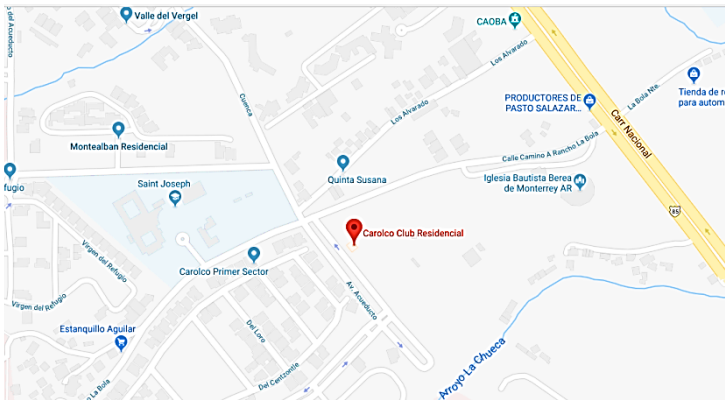 o del Acueducto
Valle del Vergel
CAOBA
Los Alvarado
Cuenca
Los Alvarado
PRODUCTORES DE
PASTO SALAZAR...
La Bola Nte.
Tienda de re
para autom
Carr Nacional
Montealban Residencial
Calle Camino A Rancho La Bola
efugio
Saint Joseph
Quinta Susana
Iglesia Bautista Berea
de Monterrey AR
85
Carolco Club Residencial
Virgen del Refugio
Carolco Primer Sector
Virgen del Refugio
Av. Acueducto
Estanquillo Aguilar
Del Loro
Arroyo La Chueca
Del Cenzontle
o La Bola